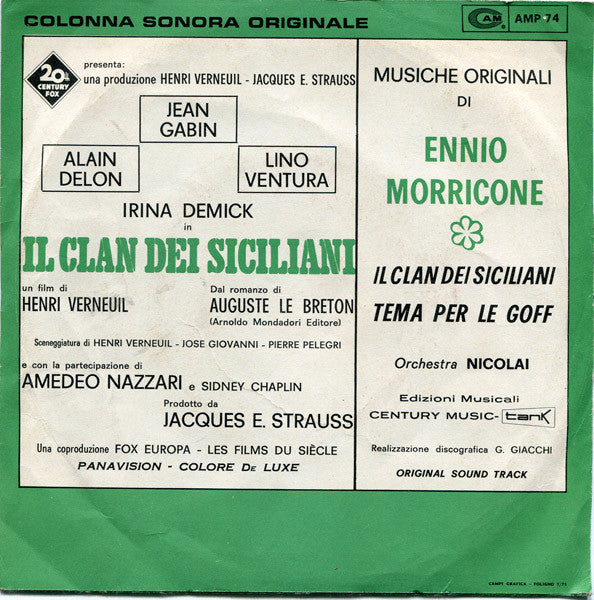 COLONNA SONORA ORIGINALE
CAM
AMP 74
20th
CENTURY
FOX
presenta:
una produzione HENRI VERNEUIL - JACQUES E. STRAUSS
JEAN
GABIN
ALAIN
DELON
LINO
VENTURA
IRINA DEMICK
in
IL CLAN DEI SICILIANI
un film di
HENRI VERNEUIL
Dal romanzo di
AUGUSTE LE BRETON
(Arnoldo Mondadori Editore)
Sceneggiatura di HENRI VERNEUIL - JOSE GIOVANNI - PIERRE PELEGRI
e con la partecipazione di
AMEDEO NAZZARI e SIDNEY CHAPLIN
Prodotto da
JACQUES E. STRAUSS
Una coproduzione FOX EUROPA - LES FILMS DU SIÈCLE
PANAVISION - COLORE DE LUXE
MUSICHE ORIGINALI
DI
ENNIO
MORRICONE
IL CLAN DEI SICILIANI
TEMA PER LE GOFF
Orchestra NICOLAI
Edizioni Musicali
CENTURY MUSIC - tank
Realizzazione discografica G. GIACCHI
ORIGINAL SOUND TRACK
CAMPI GRAFICA - FOLIGNO 1/71